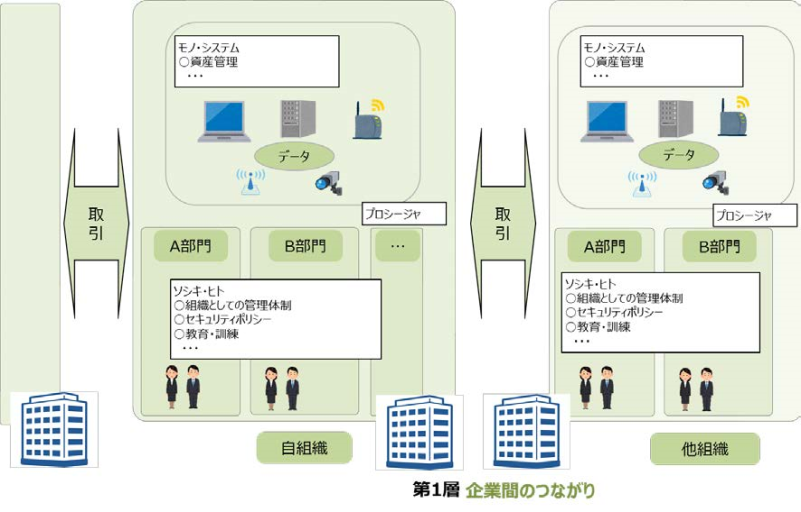 モノ・システム
○資産管理
・・・
データ
プロシージャ
取
引
A部門
B部門
…
ソシキ・ヒト
○組織としての管理体制
○セキュリティポリシー
○教育・訓練
・・・
自組織
取
引
モノ・システム
○資産管理
・・・
データ
プロシージャ
A部門
B部門
ソシキ・ヒト
○組織としての管理体制
○セキュリティポリシー
○教育・訓練
・・・
他組織
第1層 企業間のつながり